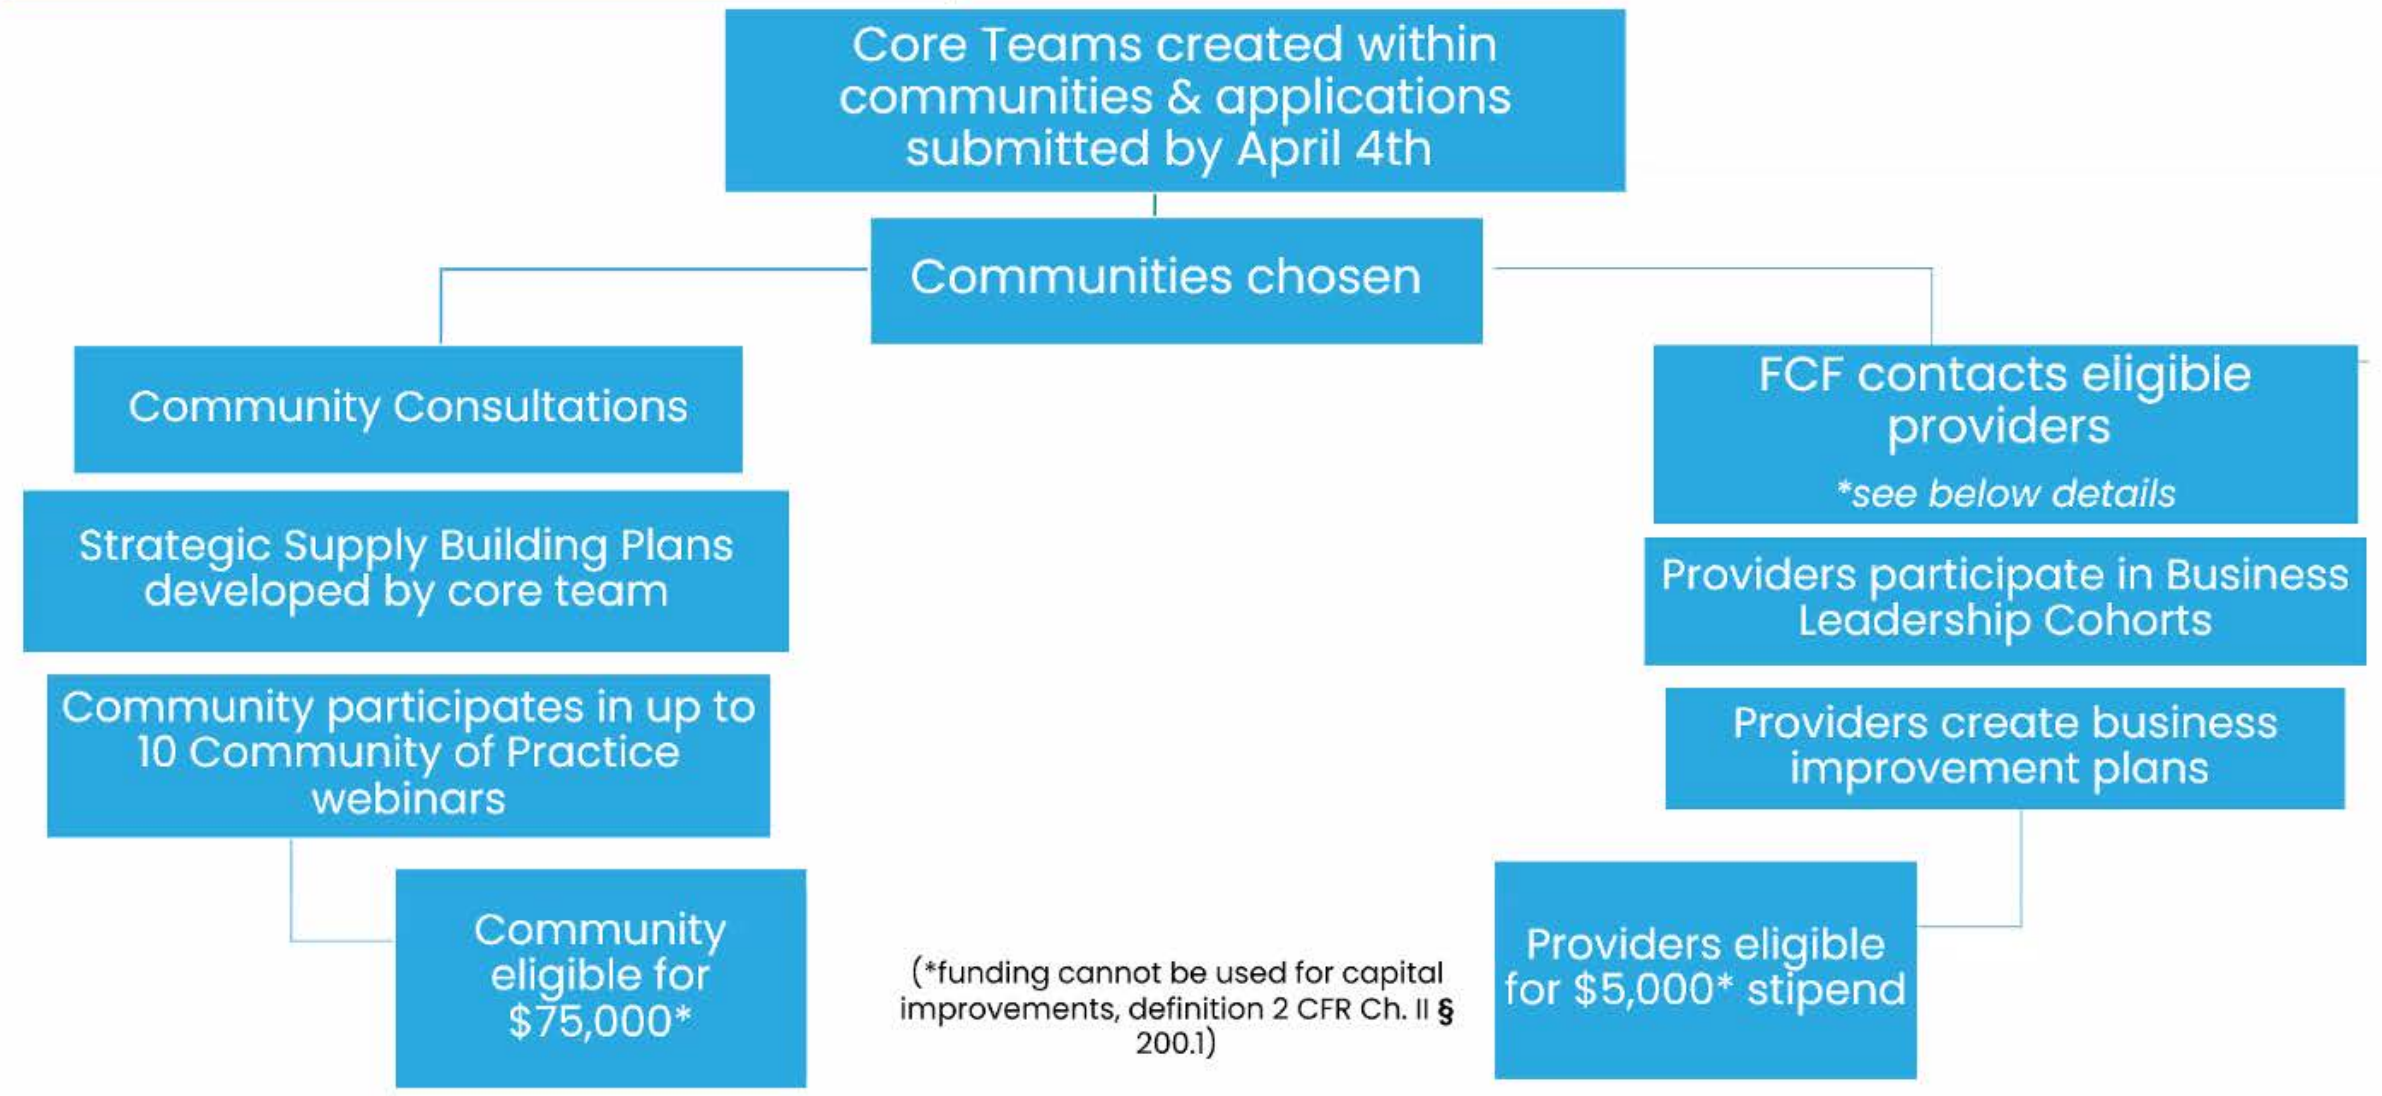 Core Teams created within
communities & applications
submitted by April 4th
Communities chosen
Community Consultations
Strategic Supply Building Plans
developed by core team
Community participates in up to
10 Community of Practice
webinars
Community
eligible for
$75,000*
(*funding cannot be used for capital
improvements, definition 2 CFR Ch. II §
200.1)
FCF contacts eligible
providers
*see below details
Providers participate in Business
Leadership Cohorts
Providers create business
improvement plans
Providers eligible
for $5,000* stipend